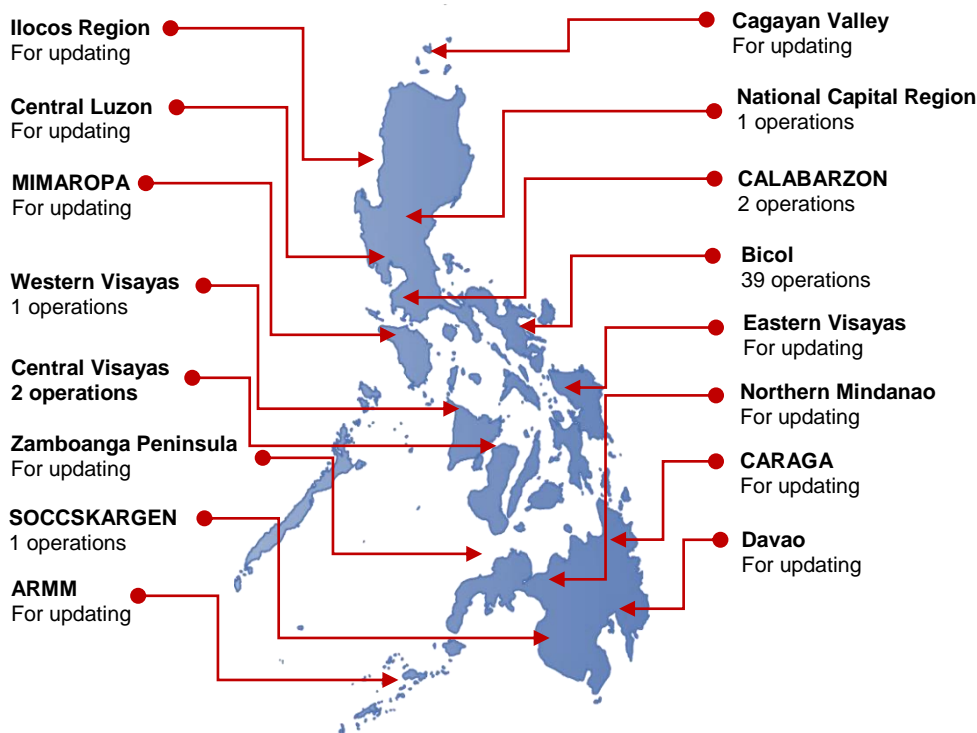 Ilocos Region
For updating
Central Luzon
For updating
MIMAROPA
For updating
Western Visayas
1 operations
Central Visayas
2 operations
Zamboanga Peninsula
For updating
SOCCSKARGEN
1 operations
ARMM
For updating
Cagayan Valley
For updating
National Capital Region
1 operations
CALABARZON
2 operations
Bicol
39 operations
Eastern Visayas
For updating
Northern Mindanao
For updating
CARAGA
For updating
Davao
For updating